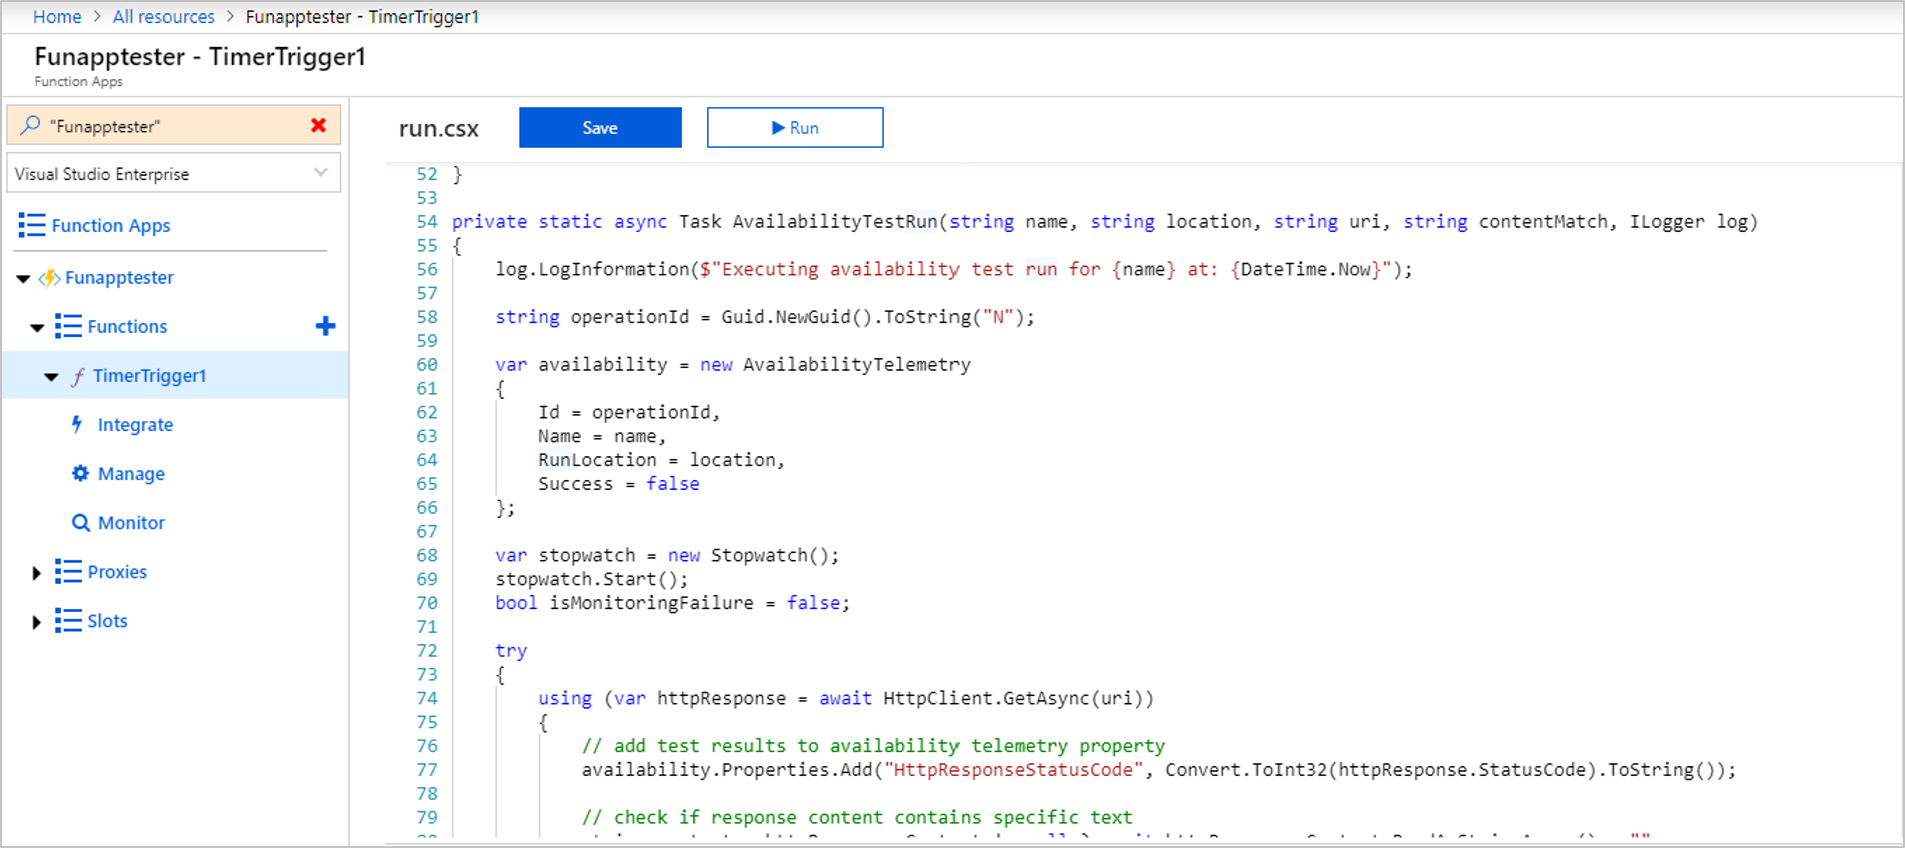 Home > All resources > Funapptester - TimerTrigger1
Funapptester - TimerTrigger1
Function Apps
"Funapptester"
Visual Studio Enterprise
Function Apps
Funapptester
Functions
TimerTrigger1
Integrate
Manage
Monitor
Proxies
Slots
run.csx
Save
Run
52 }
53
54 private static async Task AvailabilityTestRun(string name, string location, string uri, string contentMatch, ILogger log)
55 {
56     log.LogInformation($"Executing availability test run for {name} at: {DateTime.Now}");
57
58     string operationId = Guid.NewGuid().ToString("N");
59
60     var availability = new AvailabilityTelemetry
61     {
62         Id = operationId,
63         Name = name,
64         RunLocation = location,
65         Success = false
66     };
67
68     var stopwatch = new Stopwatch();
69     stopwatch.Start();
70     bool isMonitoringFailure = false;
71
72     try
73     {
74         using (var httpResponse = await HttpClient.GetAsync(uri))
75         {
76             // add test results to availability telemetry property
77             availability.Properties.Add("HttpResponseStatusCode", Convert.ToInt32(httpResponse.StatusCode).ToString());
78
79             // check if response content contains specific text